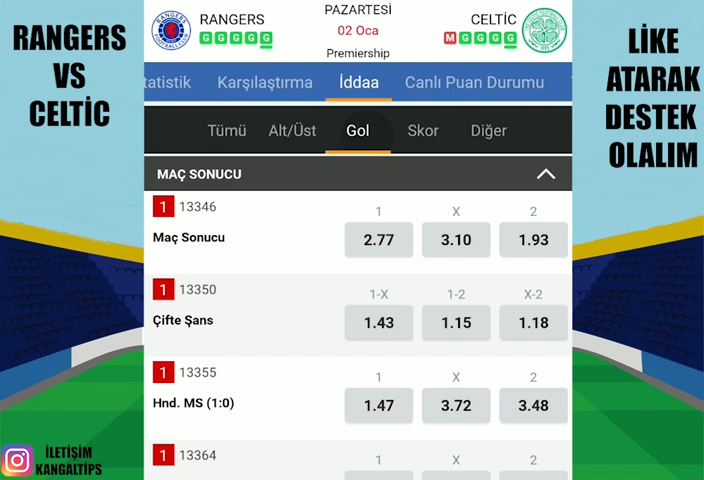 RANGERS
VS
CELTİC
RANGERS
G G G G G
PAZARTESİ
02 Oca
Premiership
CELTİC
M G G G G
LİKE
ATARAK
DESTEK
OLALIM
tatistik Karşılaştırma İddaa Canlı Puan Durumu
Tümü Alt/Üst Gol Skor Diğer
MAÇ SONUCU
1 13346
Maç Sonucu
1 X 2
2.77 3.10 1.93
1 13350
Çifte Şans
1-X 1-2 X-2
1.43 1.15 1.18
1 13355
Hnd. MS (1:0)
1 X 2
1.47 3.72 3.48
1 13364
1 X 2
İLETİŞİM
KANGALTİPS